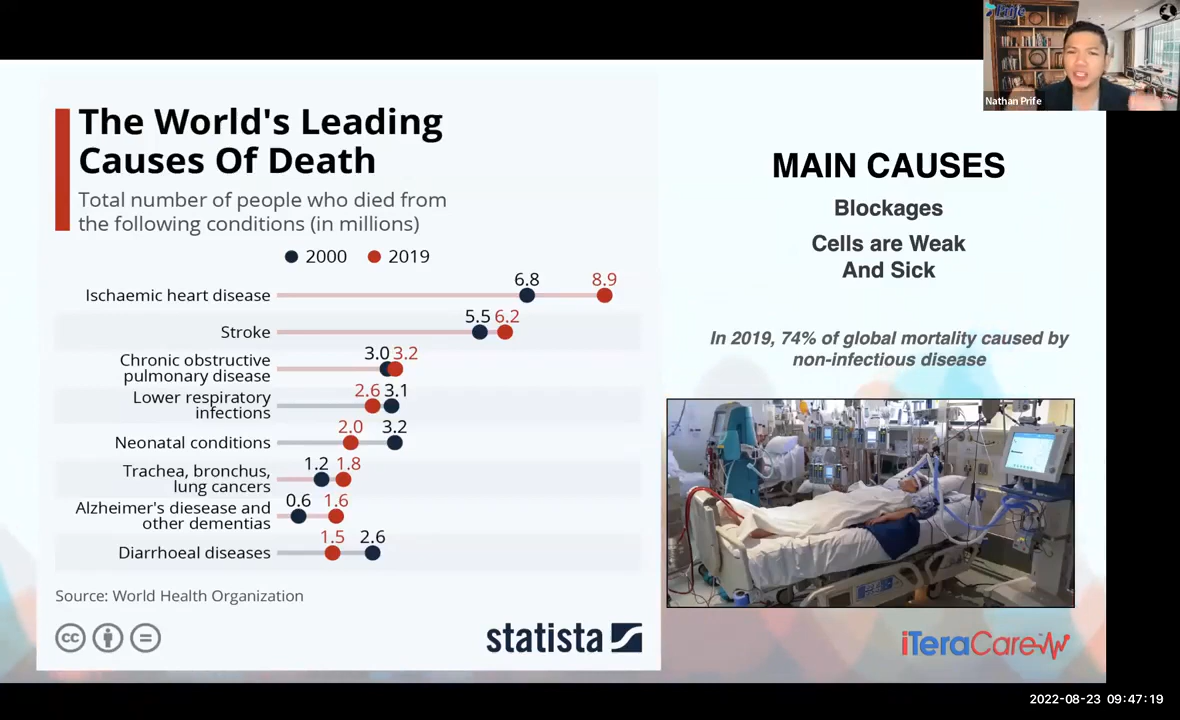 Prife
Nathan Prife
The World's Leading
Causes Of Death
Total number of people who died from
the following conditions (in millions)
2000 2019
6.8 8.9
Ischaemic heart disease
5.5 6.2
Stroke
3.0 3.2
Chronic obstructive
pulmonary disease
2.6 3.1
Lower respiratory
infections
2.0 3.2
Neonatal conditions
1.2 1.8
Trachea, bronchus,
lung cancers
0.6 1.6
Alzheimer's disease and
other dementias
1.5 2.6
Diarrhoeal diseases
Source: World Health Organization
cc
statista
MAIN CAUSES
Blockages
Cells are Weak
And Sick
In 2019, 74% of global mortality caused by
non-infectious disease
iTeraCare
2022-08-23 09:47:19